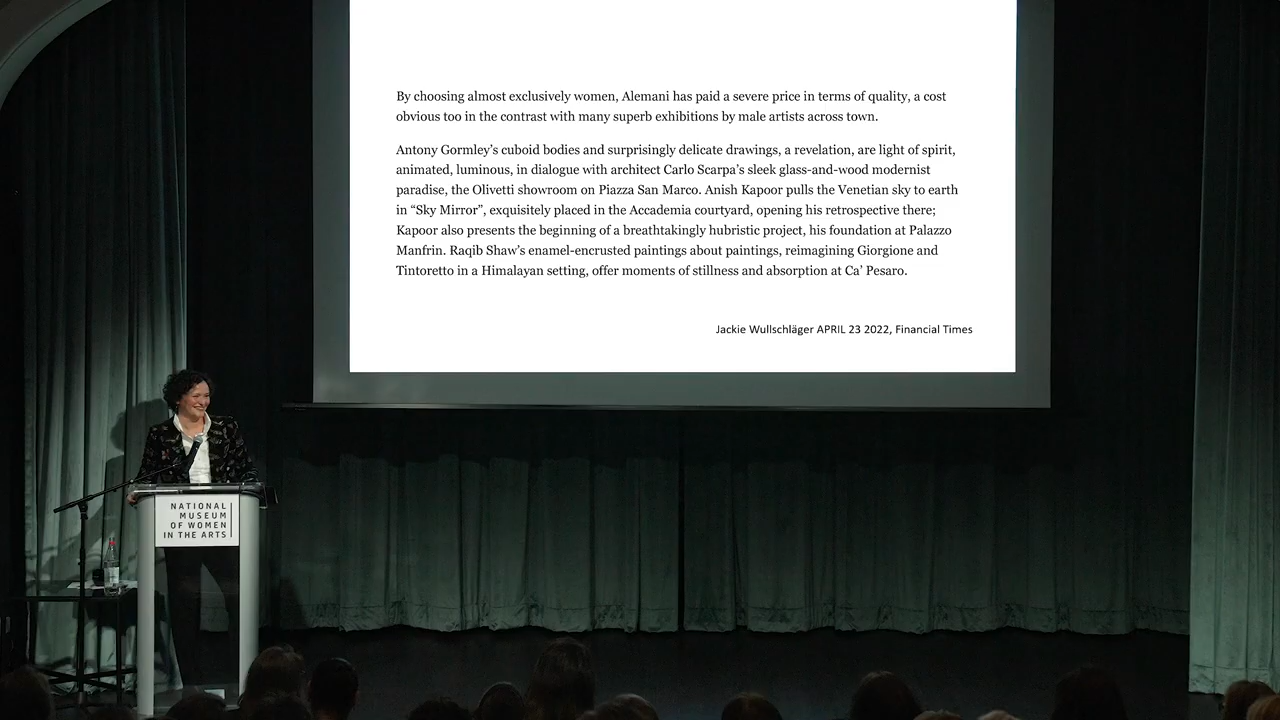 By choosing almost exclusively women, Alemani has paid a severe price in terms of quality, a cost
obvious too in the contrast with many superb exhibitions by male artists across town.
Antony Gormley’s cuboid bodies and surprisingly delicate drawings, a revelation, are light of spirit,
animated, luminous, in dialogue with architect Carlo Scarpa’s sleek glass-and-wood modernist
paradise, the Olivetti showroom on Piazza San Marco. Anish Kapoor pulls the Venetian sky to earth
in “Sky Mirror”, exquisitely placed in the Accademia courtyard, opening his retrospective there;
Kapoor also presents the beginning of a breathtakingly hubristic project, his foundation at Palazzo
Manfrin. Raqib Shaw’s enamel-encrusted paintings about paintings, reimagining Giorgione and
Tintoretto in a Himalayan setting, offer moments of stillness and absorption at Ca’ Pesaro.
Jackie Wullschläger APRIL 23 2022, Financial Times
NATIONAL
MUSEUM
OF WOMEN
IN THE ARTS